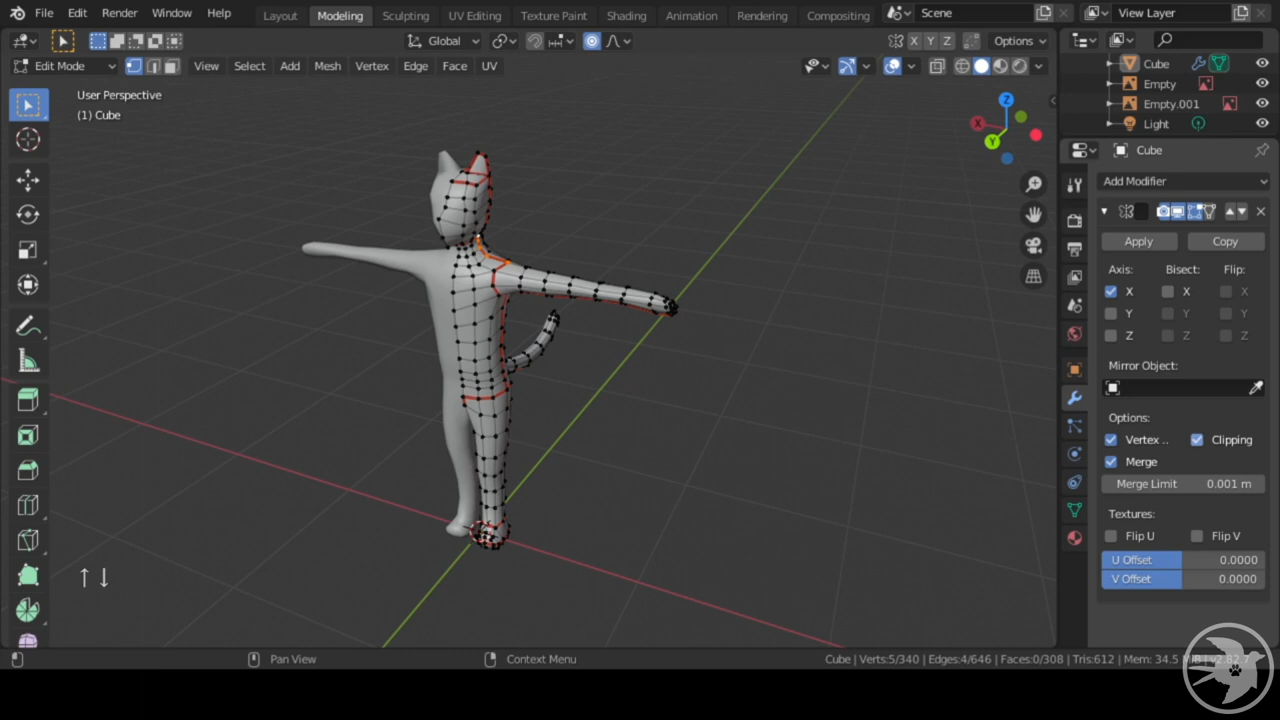 File Edit Render Window Help Layout Modeling Sculpting UV Editing Texture Paint Shading Animation Rendering Compositing Scene View Layer
Global X Y Z Options
Edit Mode View Select Add Mesh Vertex Edge Face UV
User Perspective
(1) Cube
Z
X
Y
Cube
Empty
Empty.001
Light
Cube
Add Modifier
Apply Copy
Axis: Bisect: Flip:
X X X
Y Y Y
Z Z Z
Mirror Object:
Options:
Vertex .. Clipping
Merge
Merge Limit 0.001 m
Textures:
Flip U Flip V
U Offset 0.0000
V Offset 0.0000
↑ ↓
Pan View Context Menu Cube | Verts:5/340 | Edges:4/646 | Faces:0/308 | Tris:612 | Mem: 34.5 MiB | v2.82.7